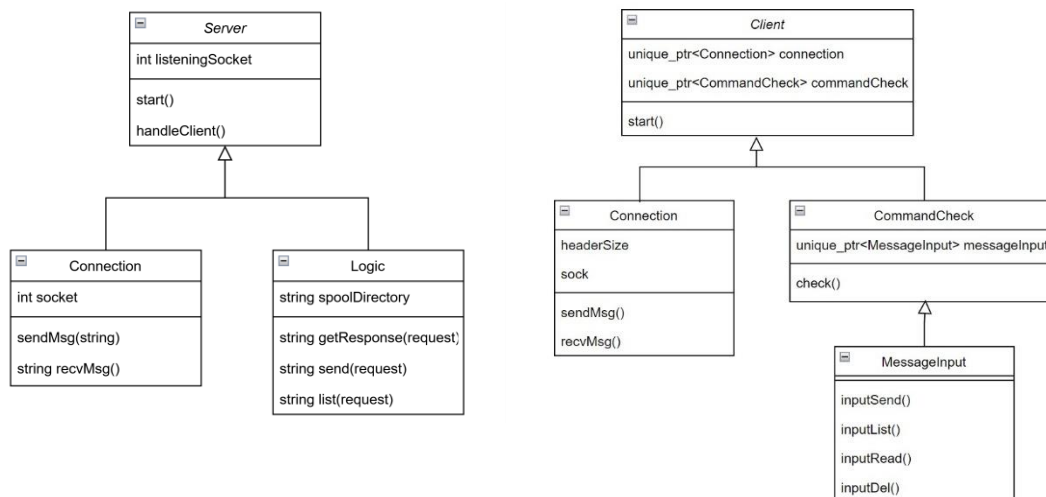 Server
int listeningSocket
start()
handleClient()
Connection
int socket
sendMsg(string)
string recvMsg()
Logic
string spoolDirectory
string getResponse(request)
string send(request)
string list(request)
Client
unique_ptr<Connection> connection
unique_ptr<CommandCheck> commandCheck
start()
Connection
headerSize
sock
sendMsg()
recvMsg()
CommandCheck
unique_ptr<MessageInput> messageInput
check()
MessageInput
inputSend()
inputList()
inputRead()
inputDel()